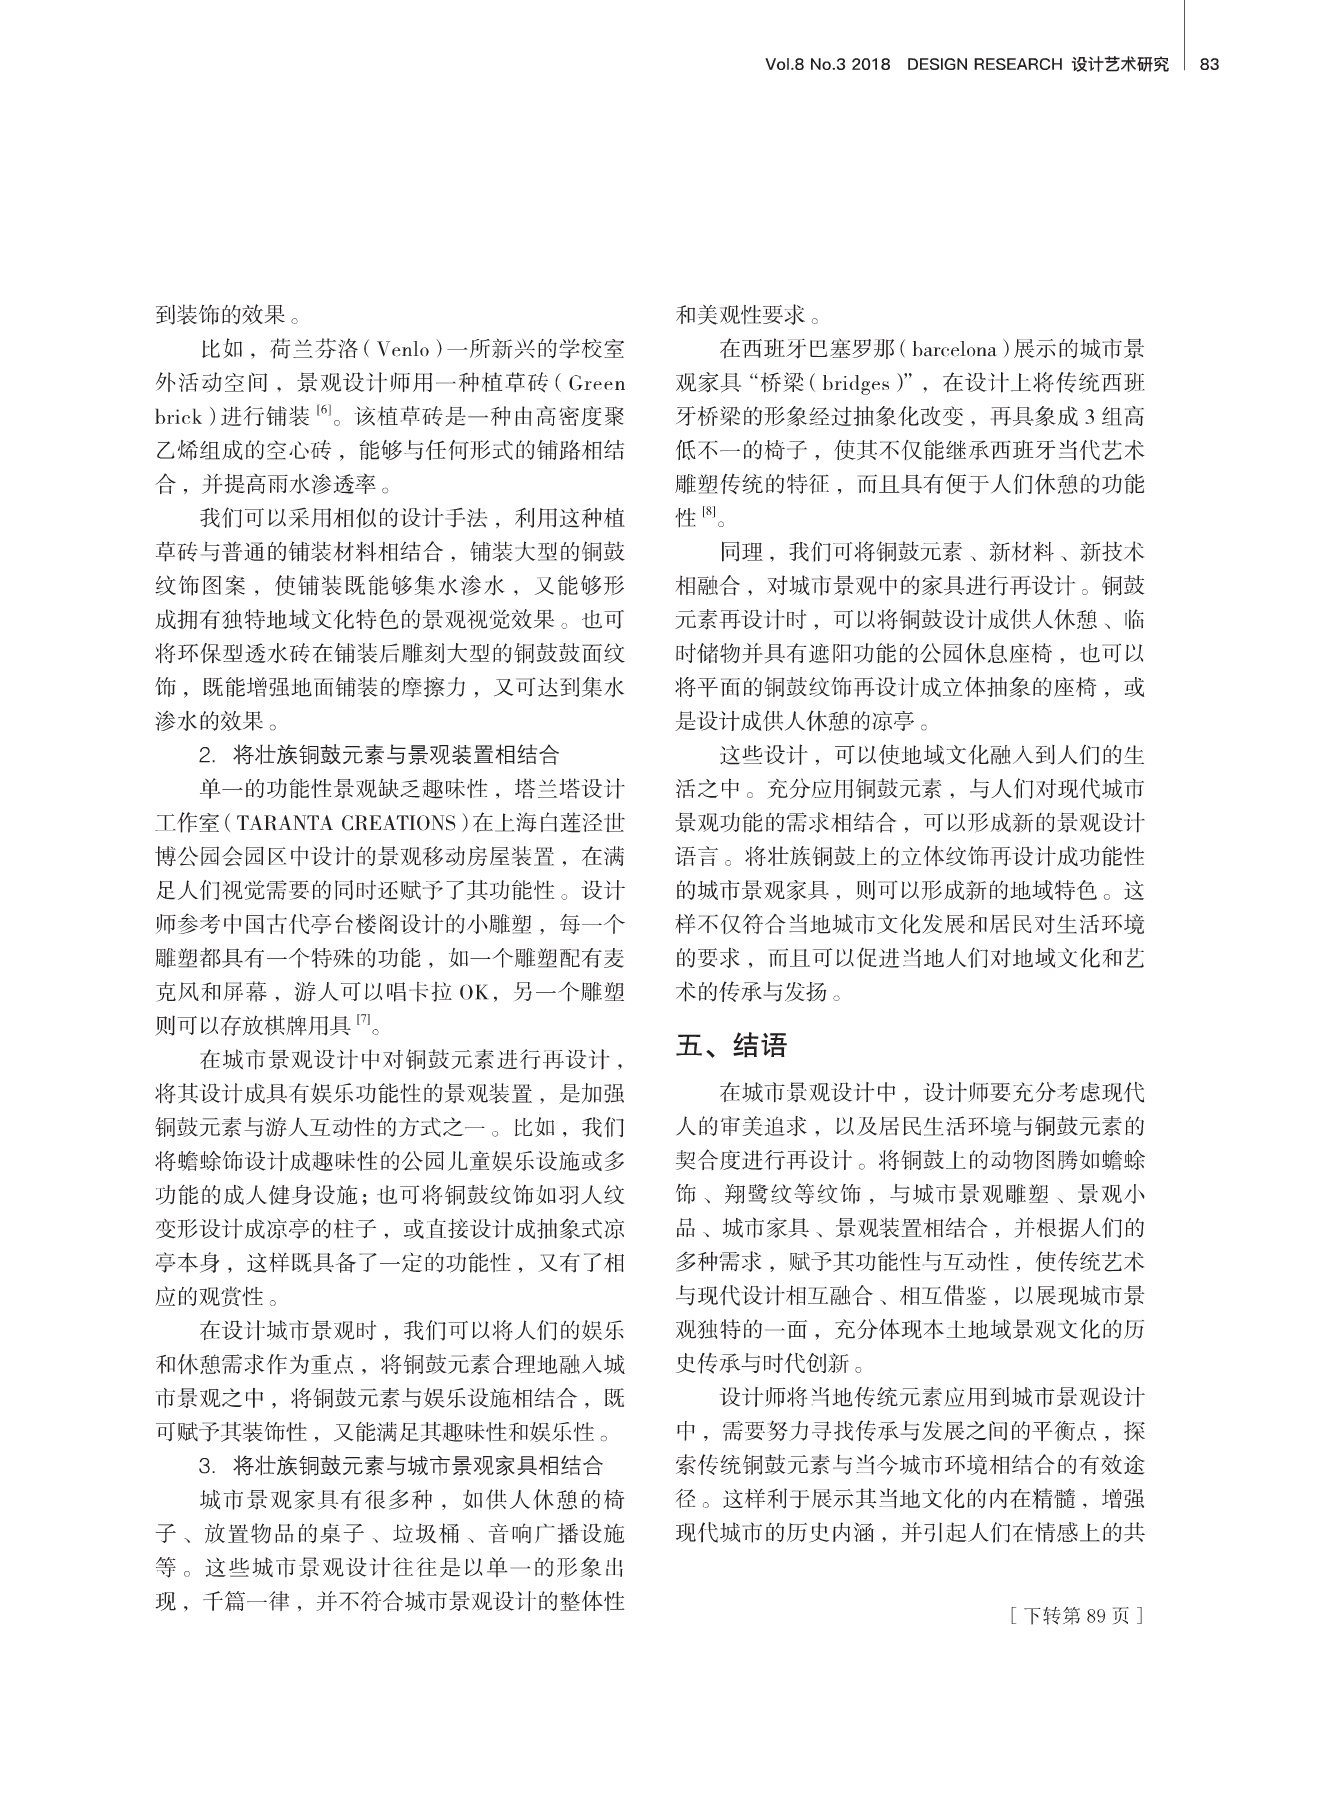 Vol.8 No.3 2018 DESIGN RESEARCH 设计艺术研究 83
到装饰的效果。
比如，荷兰芬洛（Venlo）一所新兴的学校室
外活动空间，景观设计师用一种植草砖（Green
brick）进行铺装[6]。该植草砖是一种由高密度聚
乙烯组成的空心砖，能够与任何形式的铺路相结
合，并提高雨水渗透率。
我们可以采用相似的设计手法，利用这种植
草砖与普通的铺装材料相结合，铺装大型的铜鼓
纹饰图案，使铺装既能够集水渗水，又能够形
成拥有独特地域文化特色的景观视觉效果。也可
将环保型透水砖在铺装后雕刻大型的铜鼓鼓面纹
饰，既能增强地面铺装的摩擦力，又可达到集水
渗水的效果。
2. 将壮族铜鼓元素与景观装置相结合
单一的功能性景观缺乏趣味性，塔兰塔设计
工作室（TARANTA CREATIONS）在上海白莲泾世
博公园会园区中设计的景观移动房屋装置，在满
足人们视觉需要的同时还赋予了其功能性。设计
师参考中国古代亭台楼阁设计的小雕塑，每一个
雕塑都具有一个特殊的功能，如一个雕塑配有麦
克风和屏幕，游人可以唱卡拉 OK，另一个雕塑
则可以存放棋牌用具[7]。
在城市景观设计中对铜鼓元素进行再设计，
将其设计成具有娱乐功能性的景观装置，是加强
铜鼓元素与游人互动性的方式之一。比如，我们
将蟾蜍饰设计成趣味性的公园儿童娱乐设施或多
功能的成人健身设施；也可将铜鼓纹饰如羽人纹
变形设计成凉亭的柱子，或直接设计成抽象式凉
亭本身，这样既具备了一定的功能性，又有了相
应的观赏性。
在设计城市景观时，我们可以将人们的娱乐
和休憩需求作为重点，将铜鼓元素合理地融入城
市景观之中，将铜鼓元素与娱乐设施相结合，既
可赋予其装饰性，又能满足其趣味性和娱乐性。
3. 将壮族铜鼓元素与城市景观家具相结合
城市景观家具有很多种，如供人休憩的椅
子、放置物品的桌子、垃圾桶、音响广播设施
等。这些城市景观设计往往是以单一的形象出
现，千篇一律，并不符合城市景观设计的整体性
和美观性要求。
在西班牙巴塞罗那（barcelona）展示的城市景
观家具“桥梁（bridges）”，在设计上将传统西班
牙桥梁的形象经过抽象化改变，再具象成 3 组高
低不一的椅子，使其不仅能继承西班牙当代艺术
雕塑传统的特征，而且具有便于人们休憩的功能
性[8]。
同理，我们可将铜鼓元素、新材料、新技术
相融合，对城市景观中的家具进行再设计。铜鼓
元素再设计时，可以将铜鼓设计成供人休憩、临
时储物并具有遮阳功能的公园休息座椅，也可以
将平面的铜鼓纹饰再设计成立体抽象的座椅，或
是设计成供人休憩的凉亭。
这些设计，可以使地域文化融入到人们的生
活之中。充分应用铜鼓元素，与人们对现代城市
景观功能的需求相结合，可以形成新的景观设计
语言。将壮族铜鼓上的立体纹饰再设计成功能性
的城市景观家具，则可以形成新的地域特色。这
样不仅符合当地城市文化发展和居民对生活环境
的要求，而且可以促进当地人们对地域文化和艺
术的传承与发扬。
五、结语
在城市景观设计中，设计师要充分考虑现代
人的审美追求，以及居民生活环境与铜鼓元素的
契合度进行再设计。将铜鼓上的动物图腾如蟾蜍
饰、翔鹭纹等纹饰，与城市景观雕塑、景观小
品、城市家具、景观装置相结合，并根据人们的
多种需求，赋予其功能性与互动性，使传统艺术
与现代设计相互融合、相互借鉴，以展现城市景
观独特的一面，充分体现本土地域景观文化的历
史传承与时代创新。
设计师将当地传统元素应用到城市景观设计
中，需要努力寻找传承与发展之间的平衡点，探
索传统铜鼓元素与当今城市环境相结合的有效途
径。这样利于展示其当地文化的内在精髓，增强
现代城市的历史内涵，并引起人们在情感上的共
［下转第 89 页］